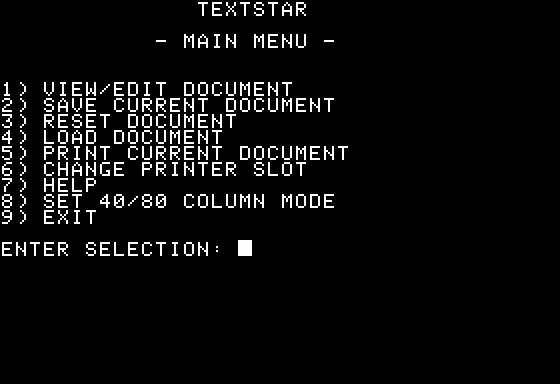 TEXTSTAR
- MAIN MENU -
1) VIEW/EDIT DOCUMENT
2) SAVE CURRENT DOCUMENT
3) RESET DOCUMENT
4) LOAD DOCUMENT
5) PRINT CURRENT DOCUMENT
6) CHANGE PRINTER SLOT
7) HELP
8) SET 40/80 COLUMN MODE
9) EXIT
ENTER SELECTION: